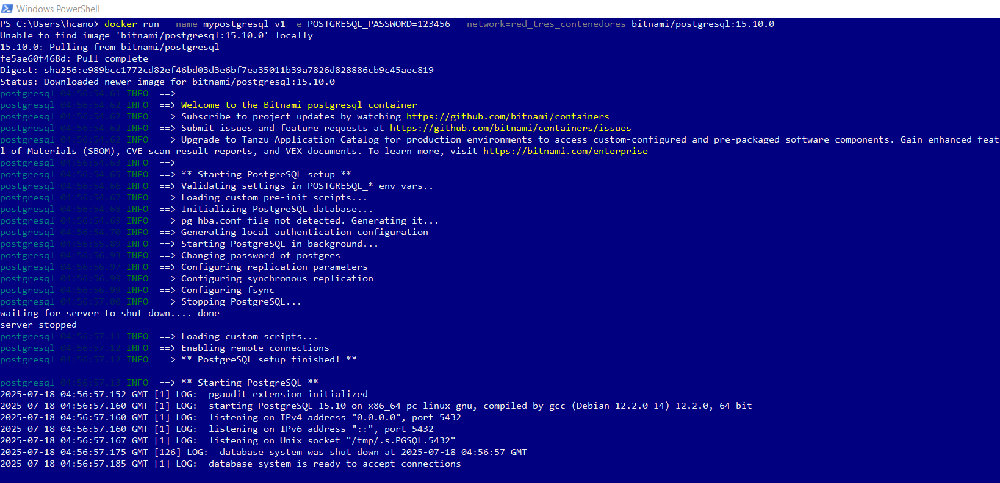 Windows PowerShell
PS C:\Users\hcano> docker run --name mypostgresql-v1 -e POSTGRESQL_PASSWORD=123456 --network=red_tres_contenedores bitnami/postgresql:15.10.0
Unable to find image 'bitnami/postgresql:15.10.0' locally
15.10.0: Pulling from bitnami/postgresql
fe5ae60f468d: Pull complete
Digest: sha256:e989bcc1772cd82ef46bd03d3e6bf7ea35011b39a7826d828886cb9c45aec819
Status: Downloaded newer image for bitnami/postgresql:15.10.0
postgresql 04:56:54.61 INFO  ==>
postgresql 04:56:54.62 INFO  ==> Welcome to the Bitnami postgresql container
postgresql 04:56:54.62 INFO  ==> Subscribe to project updates by watching https://github.com/bitnami/containers
postgresql 04:56:54.62 INFO  ==> Submit issues and feature requests at https://github.com/bitnami/containers/issues
postgresql 04:56:54.62 INFO  ==> Upgrade to Tanzu Application Catalog for production environments to access custom-configured and pre-packaged software components. Gain enhanced feat
l of Materials (SBOM), CVE scan result reports, and VEX documents. To learn more, visit https://bitnami.com/enterprise
postgresql 04:56:54.63 INFO  ==>
postgresql 04:56:54.65 INFO  ==> ** Starting PostgreSQL setup **
postgresql 04:56:54.66 INFO  ==> Validating settings in POSTGRESQL_* env vars..
postgresql 04:56:54.67 INFO  ==> Loading custom pre-init scripts...
postgresql 04:56:54.68 INFO  ==> Initializing PostgreSQL database...
postgresql 04:56:54.69 INFO  ==> pg_hba.conf file not detected. Generating it...
postgresql 04:56:54.70 INFO  ==> Generating local authentication configuration
postgresql 04:56:55.89 INFO  ==> Starting PostgreSQL in background...
postgresql 04:56:56.93 INFO  ==> Changing password of postgres
postgresql 04:56:56.97 INFO  ==> Configuring replication parameters
postgresql 04:56:56.99 INFO  ==> Configuring synchronous_replication
postgresql 04:56:56.99 INFO  ==> Configuring fsync
postgresql 04:56:57.00 INFO  ==> Stopping PostgreSQL...
waiting for server to shut down.... done
server stopped
postgresql 04:56:57.11 INFO  ==> Loading custom scripts...
postgresql 04:56:57.12 INFO  ==> Enabling remote connections
postgresql 04:56:57.12 INFO  ==> ** PostgreSQL setup finished! **
postgresql 04:56:57.13 INFO  ==> ** Starting PostgreSQL **
2025-07-18 04:56:57.152 GMT [1] LOG:  pgaudit extension initialized
2025-07-18 04:56:57.160 GMT [1] LOG:  starting PostgreSQL 15.10 on x86_64-pc-linux-gnu, compiled by gcc (Debian 12.2.0-14) 12.2.0, 64-bit
2025-07-18 04:56:57.160 GMT [1] LOG:  listening on IPv4 address "0.0.0.0", port 5432
2025-07-18 04:56:57.160 GMT [1] LOG:  listening on IPv6 address "::", port 5432
2025-07-18 04:56:57.167 GMT [1] LOG:  listening on Unix socket "/tmp/.s.PGSQL.5432"
2025-07-18 04:56:57.175 GMT [126] LOG:  database system was shut down at 2025-07-18 04:56:57 GMT
2025-07-18 04:56:57.185 GMT [1] LOG:  database system is ready to accept connections